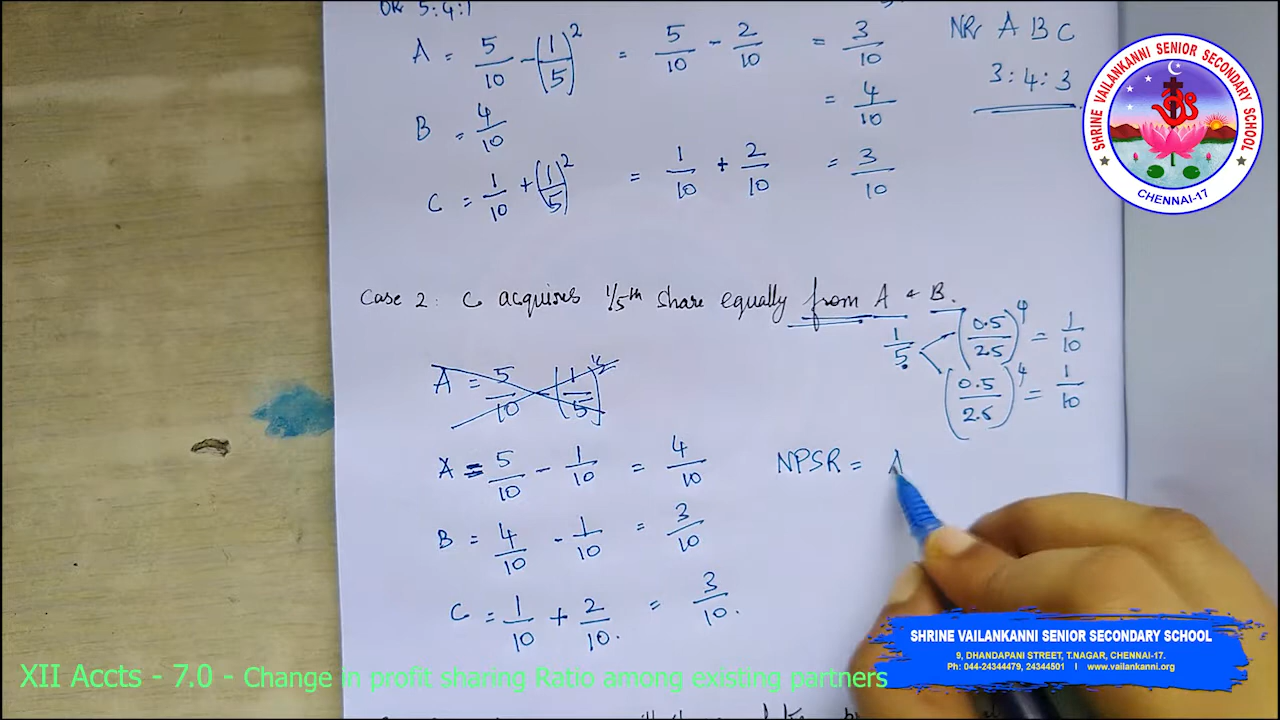 OR 5:4:1
A = 5/10 - (1/5)² = 5/10 - 2/10 = 3/10
NR A B C
3:4:3
B = 4/10 = 4/10
C = 1/10 + (1/5)² = 1/10 + 2/10 = 3/10
SHRINE VAILANKANNI SENIOR SECONDARY SCHOOL
CHENNAI-17
Case 2: C acquires 1/5th share equally from A & B.
1/5 (0.5/2.5)⁴ = 1/10
(0.5/2.5)⁴ = 1/10
A = 5/10 (1/5)
A = 5/10 - 1/10 = 4/10
NPSR = A
B = 4/10 - 1/10 = 3/10
C = 1/10 + 2/10. = 3/10.
SHRINE VAILANKANNI SENIOR SECONDARY SCHOOL
9, DHANDAPANI STREET, T.NAGAR, CHENNAI-17.
Ph: 044-24344479, 24344501 I www.vailankanni.org
XII Accts - 7.0 - Change in profit sharing Ratio among existing partners